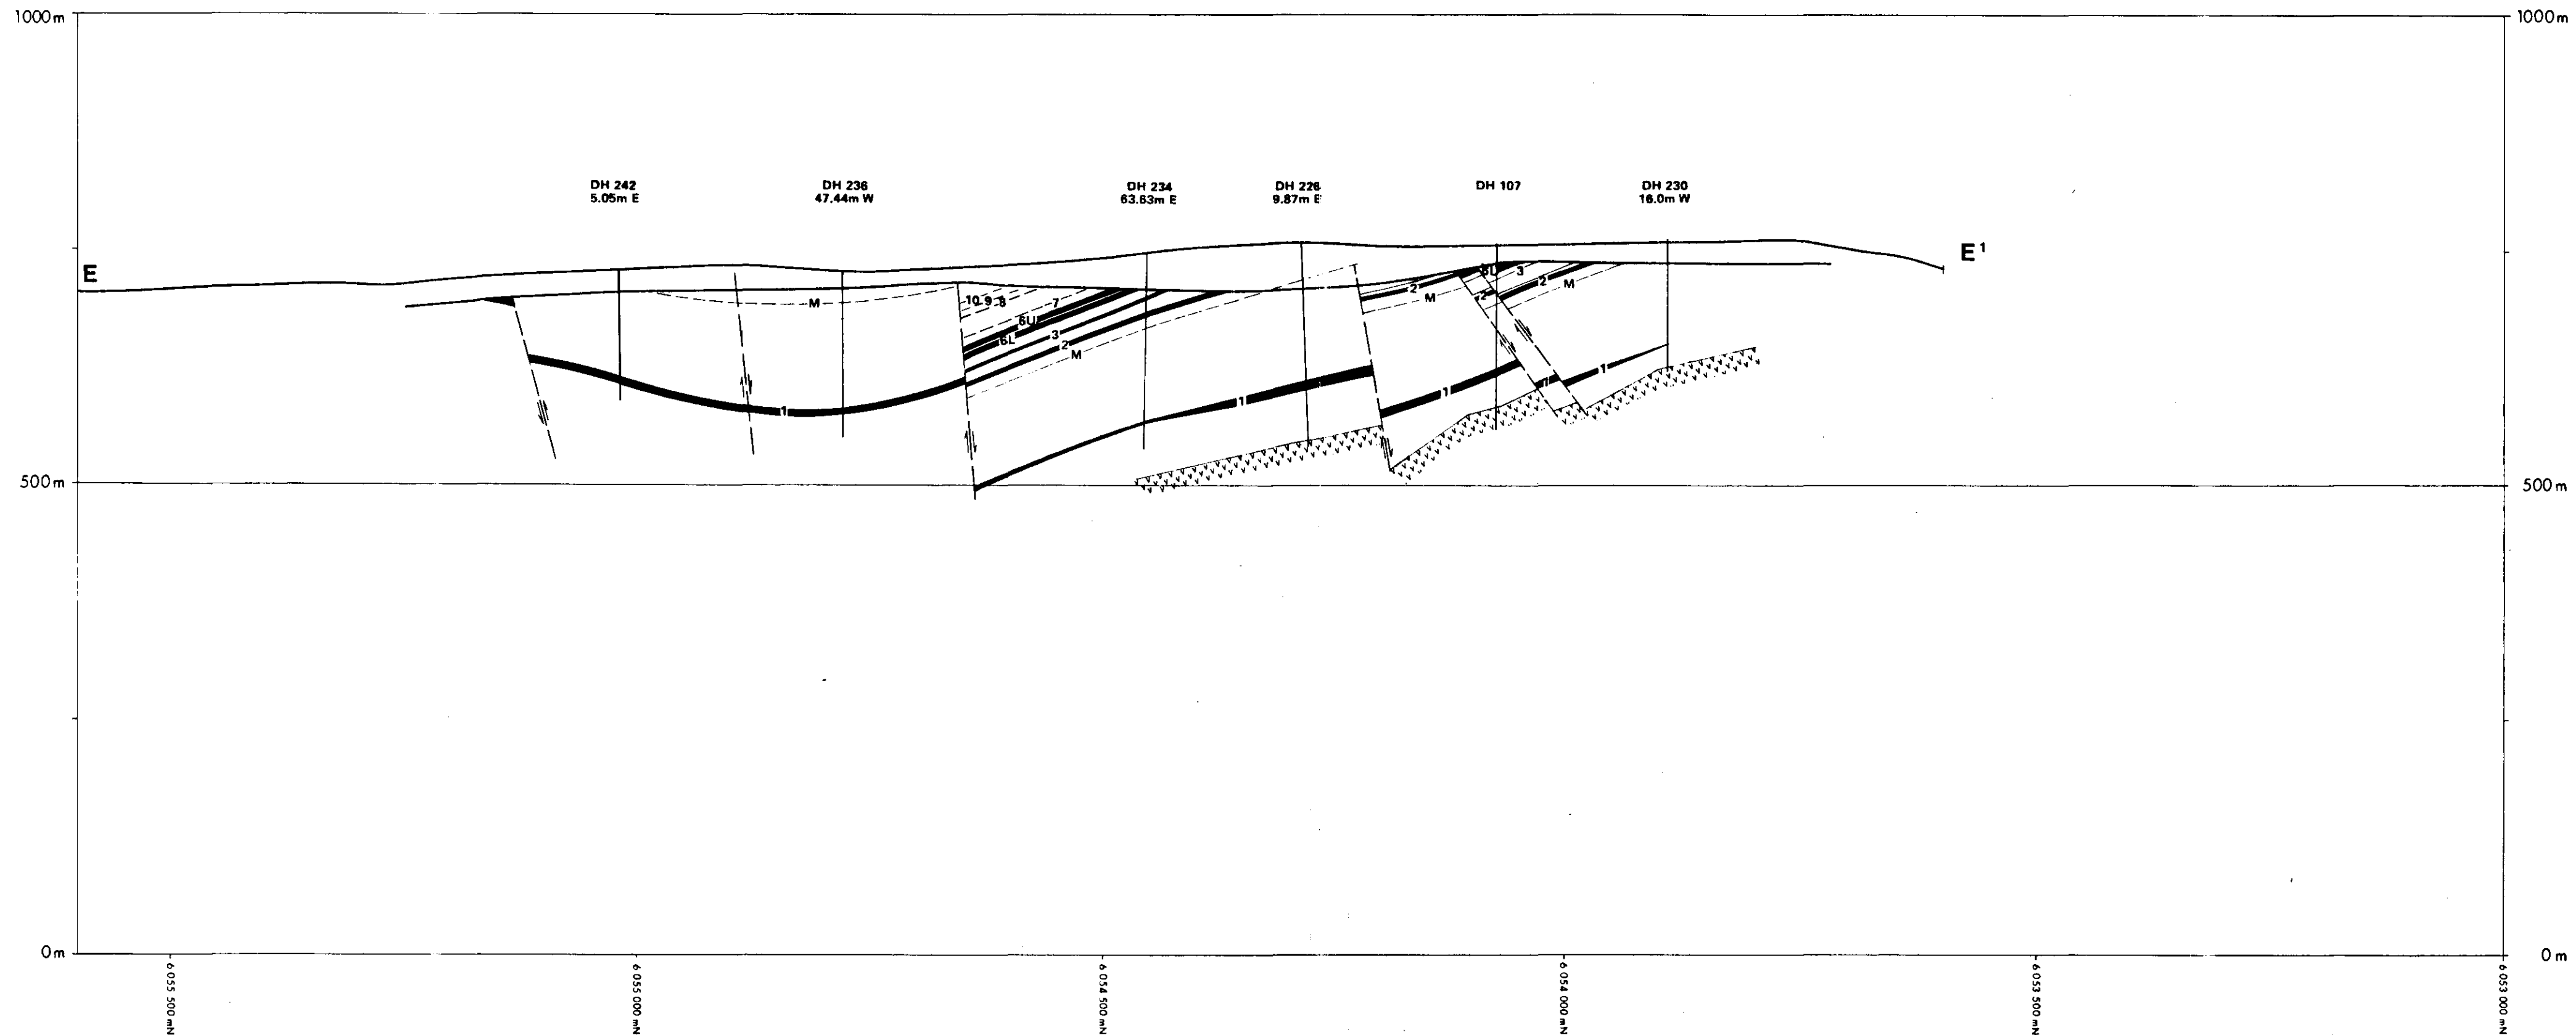 1000m
1000m
DH 242
5.05m E
DH 236
47.44m W
DH 234
63.63m E
DH 226
9.87m E
DH 107
DH 230
16.0m W
E
E¹
M
10 9 8 7
6U
6L
3
2
M
1
1
2
M
6L 3
2
2
M
1
1
1
500m
500m
0m
0m
6 055 500 mN
6 055 000 mN
6 054 500 mN
6 054 000 mN
6 053 500 mN
6 053 000 mN